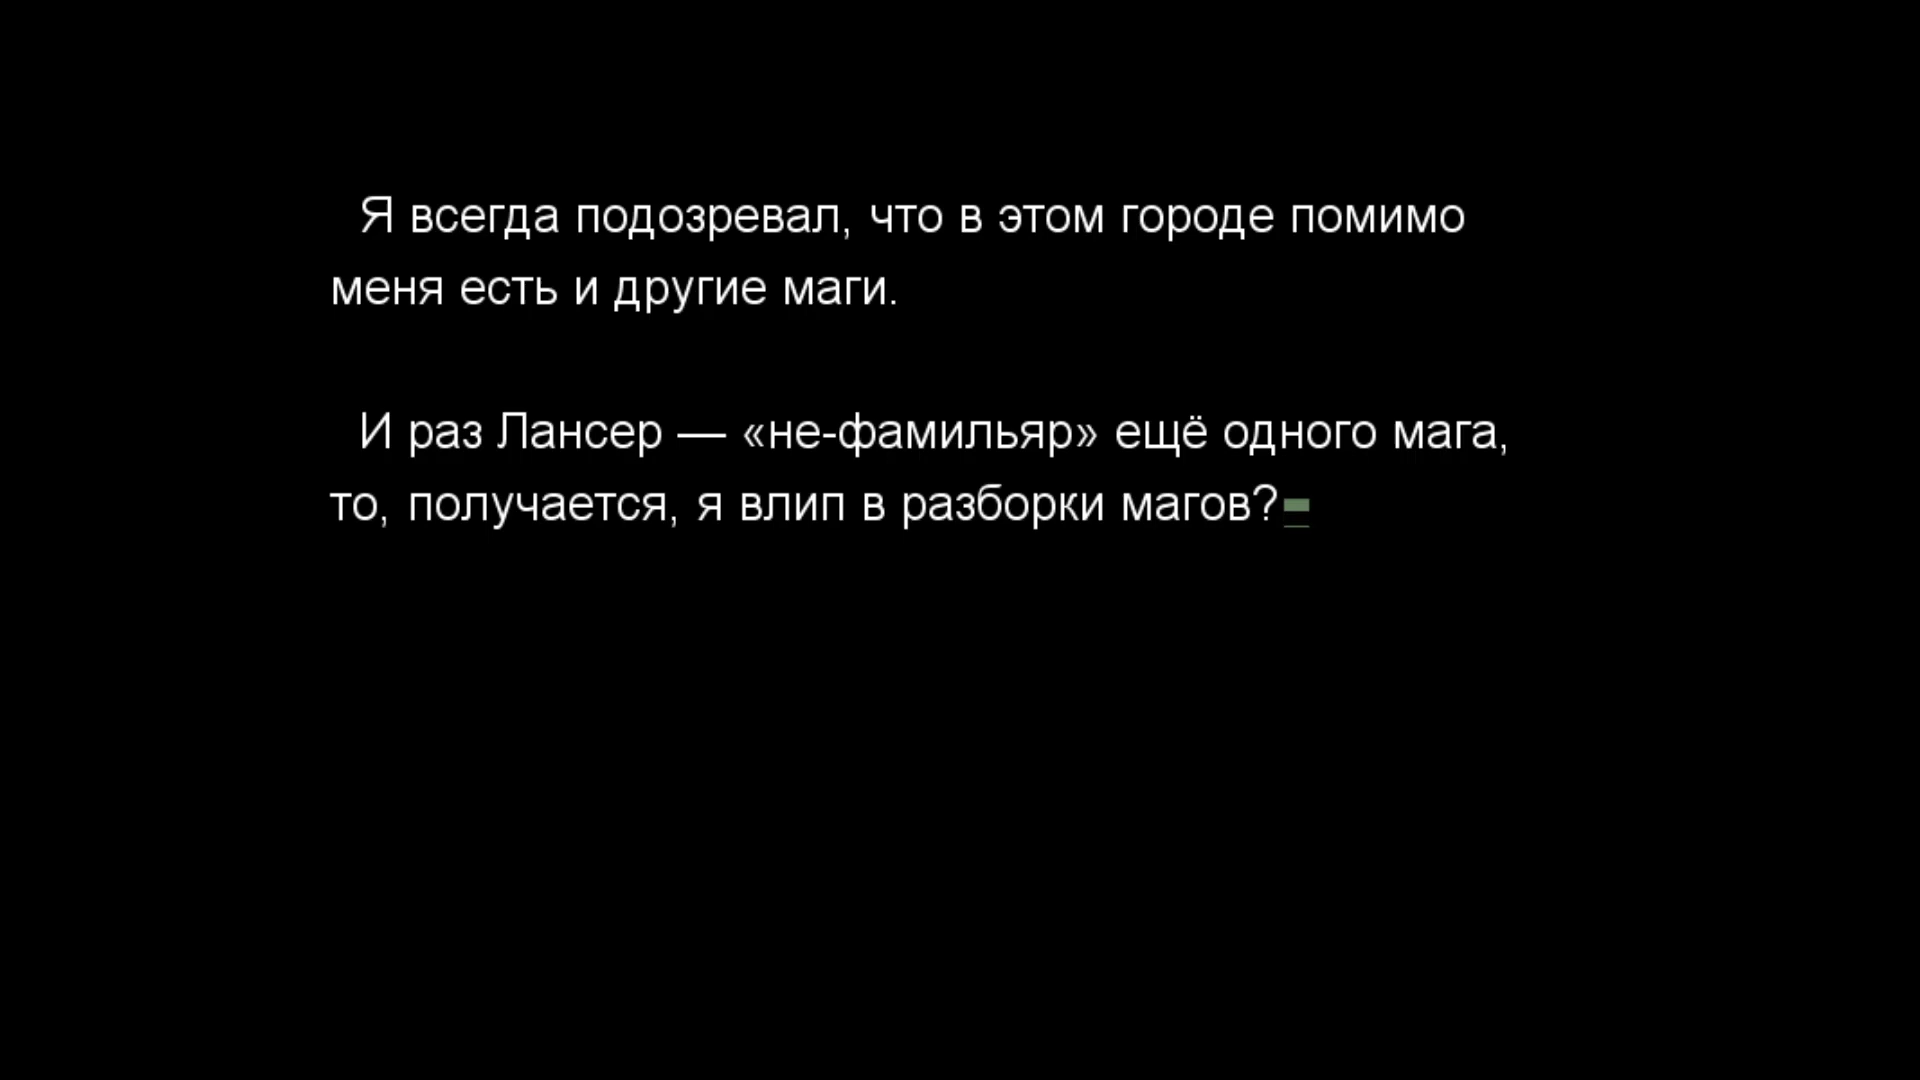 Я всегда подозревал, что в этом городе помимо
меня есть и другие маги.
И раз Лансер — «не-фамильяр» ещё одного мага,
то, получается, я влип в разборки магов?